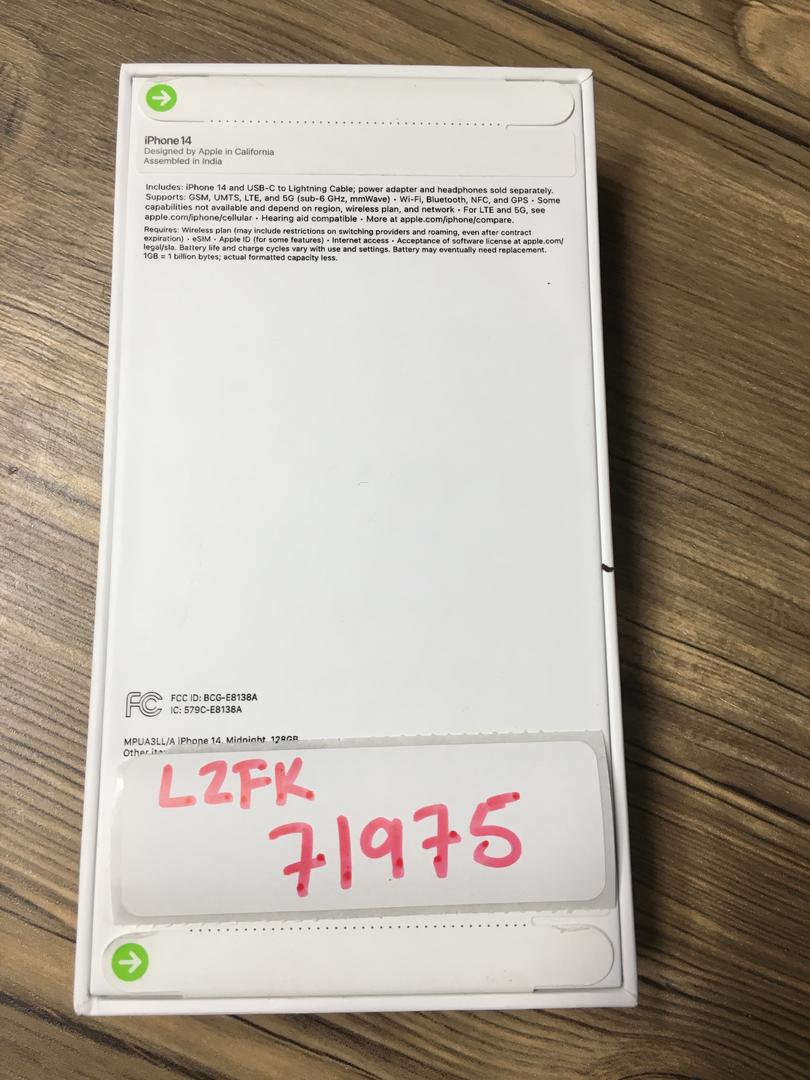 iPhone 14
Designed by Apple in California
Assembled in India
Includes: iPhone 14 and USB-C to Lightning Cable; power adapter and headphones sold separately.
Supports: GSM, UMTS, LTE, and 5G (sub-6 GHz, mmWave) • Wi-Fi, Bluetooth, NFC, and GPS • Some
capabilities not available and depend on region, wireless plan, and network • For LTE and 5G, see
apple.com/iphone/cellular • Hearing aid compatible • More at apple.com/iphone/compare.
Requires: Wireless plan (may include restrictions on switching providers and roaming, even after contract
expiration) • eSIM • Apple ID (for some features) • Internet access • Acceptance of software license at apple.com/
legal/sla. Battery life and charge cycles vary with use and settings. Battery may eventually need replacement.
1GB = 1 billion bytes; actual formatted capacity less.
FC FCC ID: BCG-E8138A
IC: 579C-E8138A
MPUA3LL/A iPhone 14, Midnight, 128GB
Other
L2FK
71975